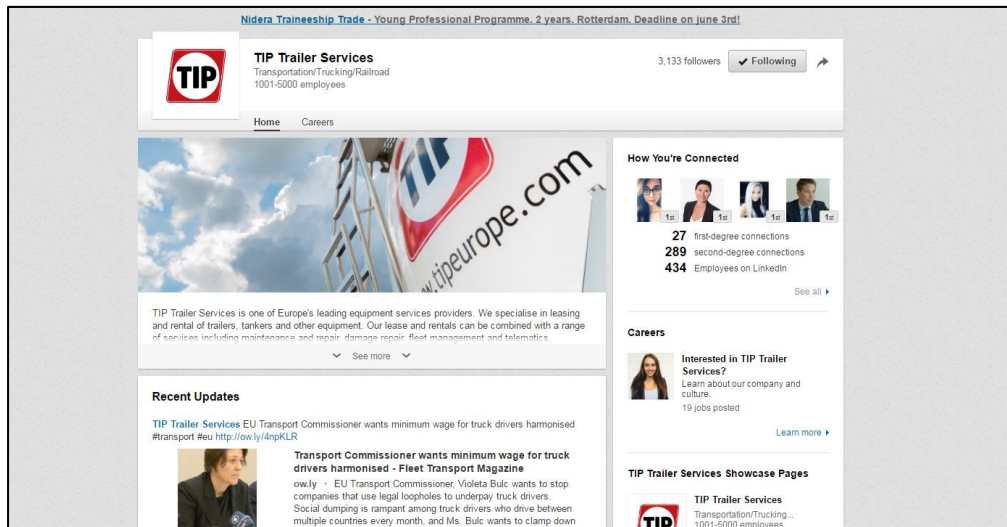 Nidera Traineeship Trade - Young Professional Programme. 2 years. Rotterdam. Deadline on june 3rd!
TIP
TIP Trailer Services
Transportation/Trucking/Railroad
1001-5000 employees
3,133 followers
Following
Home
Careers
TIP
www.tipeurope.com
TIP Trailer Services is one of Europe's leading equipment services providers. We specialise in leasing
and rental of trailers, tankers and other equipment. Our lease and rentals can be combined with a range
of services including maintenance and repair, damage repair, fleet management and telematics.
See more
Recent Updates
TIP Trailer Services EU Transport Commissioner wants minimum wage for truck drivers harmonised
#transport #eu http://ow.ly/4npKLR
Transport Commissioner wants minimum wage for truck
drivers harmonised - Fleet Transport Magazine
ow.ly · EU Transport Commissioner, Violeta Bulc wants to stop
companies that use legal loopholes to underpay truck drivers.
Social dumping is rampant among truck drivers who drive between
multiple countries every month, and Ms. Bulc wants to clamp down
How You're Connected
1st
1st
1st
1st
27 first-degree connections
289 second-degree connections
434 Employees on LinkedIn
See all
Careers
Interested in TIP Trailer
Services?
Learn about our company and
culture.
19 jobs posted
Learn more
TIP Trailer Services Showcase Pages
TIP
TIP Trailer Services
Transportation/Trucking...
1001-5000 employees